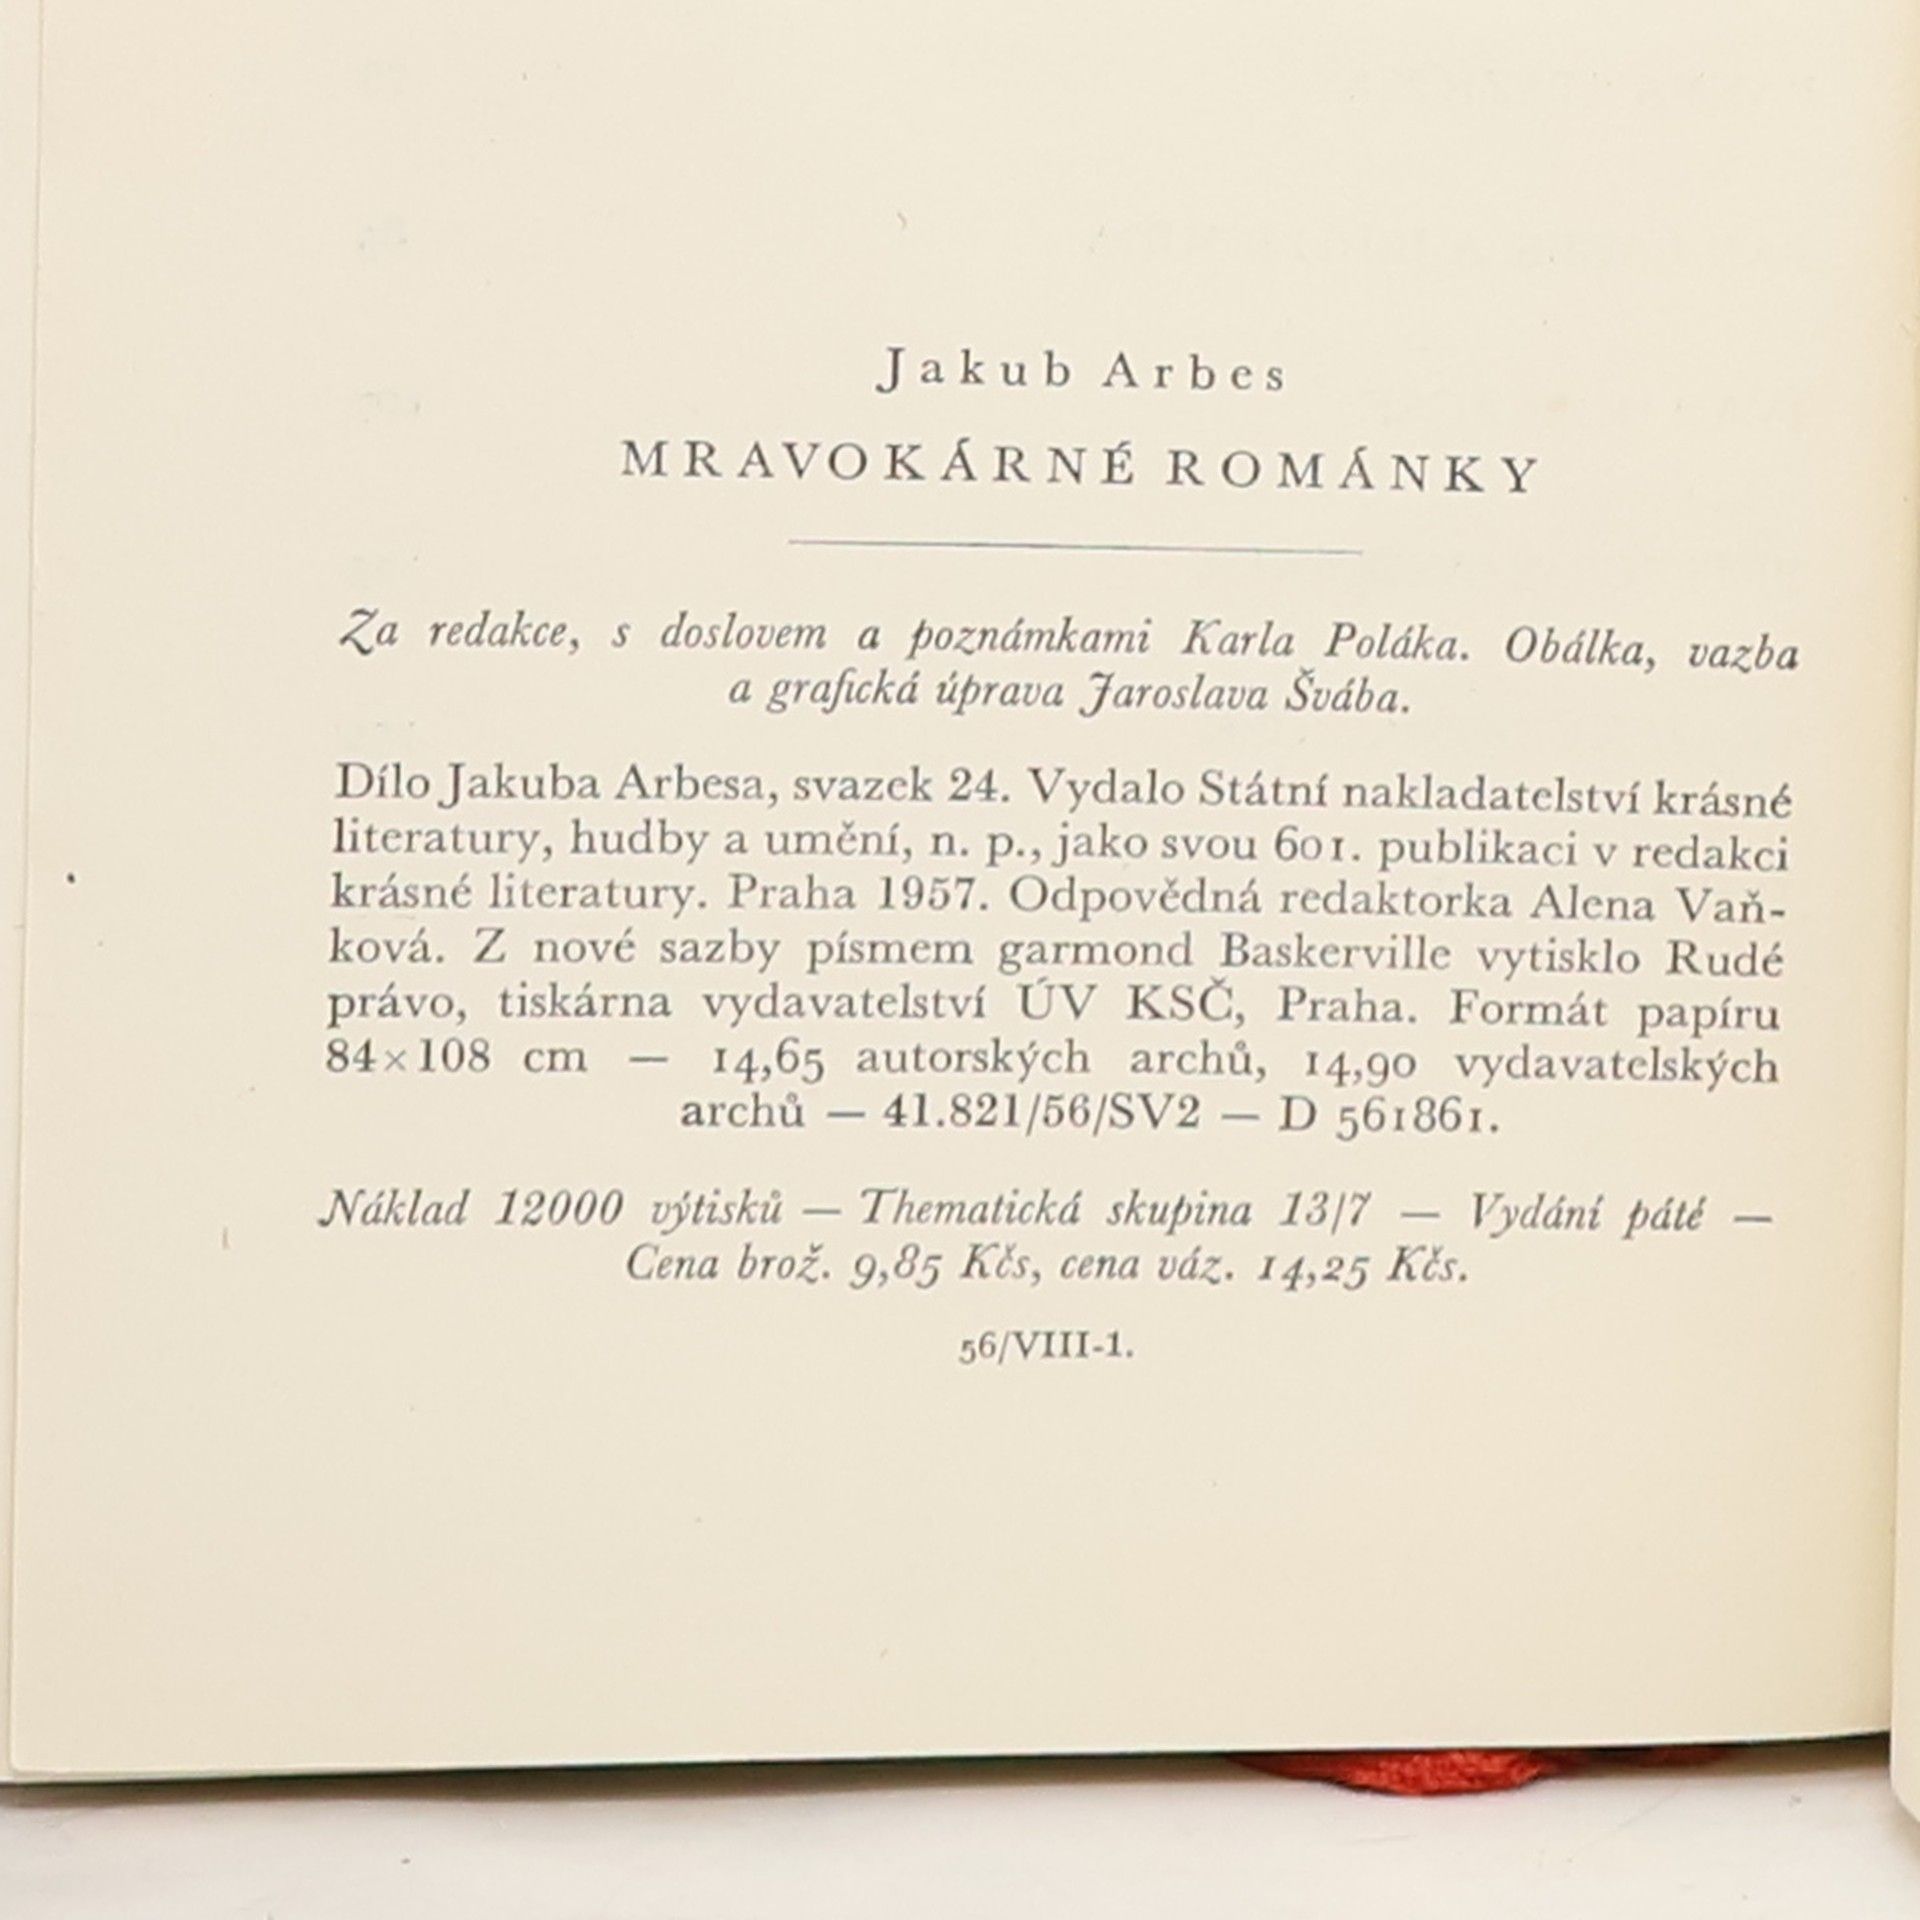 Jakub Arbes
MRAVOKÁRNÉ ROMÁNKY
Za redakce, s doslovem a poznámkami Karla Poláka. Obálka, vazba
a grafická úprava Jaroslava Švába.
Dílo Jakuba Arbesa, svazek 24. Vydalo Státní nakladatelství krásné
literatury, hudby a umění, n. p., jako svou 601. publikaci v redakci
krásné literatury. Praha 1957. Odpovědná redaktorka Alena Vaň-
ková. Z nové sazby písmem garmond Baskerville vytisklo Rudé
právo, tiskárna vydavatelství ÚV KSČ, Praha. Formát papíru
84×108 cm — 14,65 autorských archů, 14,90 vydavatelských
archů — 41.821/56/SV2 — D 561861.
Náklad 12000 výtisků — Thematická skupina 13/7 — Vydání páté —
Cena brož. 9,85 Kčs, cena váz. 14,25 Kčs.
56/VIII-1.